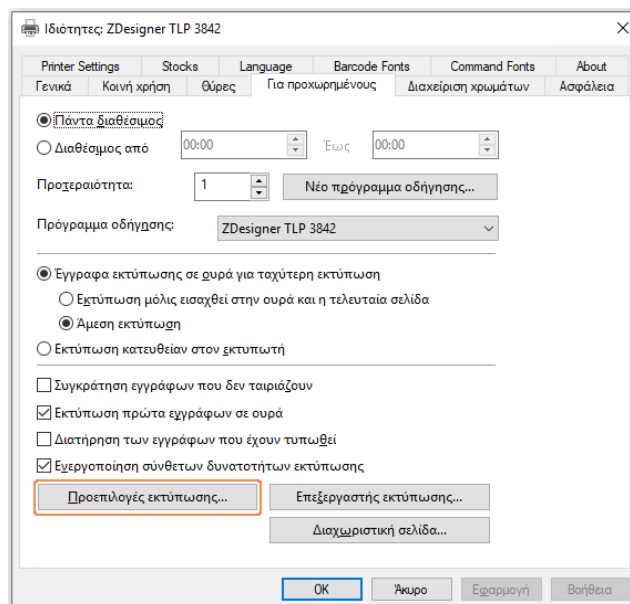 Ιδιότητες: ZDesigner TLP 3842
Printer Settings Stocks Language Barcode Fonts Command Fonts About
Γενικά Κοινή χρήση Θύρες Για προχωρημένους Διαχείριση χρωμάτων Ασφάλεια
Πάντα διαθέσιμος
Διαθέσιμος από 00:00 Έως 00:00
Προτεραιότητα: 1 Νέο πρόγραμμα οδήγησης...
Πρόγραμμα οδήγησης: ZDesigner TLP 3842
Έγγραφα εκτύπωσης σε ουρά για ταχύτερη εκτύπωση
Εκτύπωση μόλις εισαχθεί στην ουρά και η τελευταία σελίδα
Άμεση εκτύπωση
Εκτύπωση κατευθείαν στον εκτυπωτή
Συγκράτηση εγγράφων που δεν ταιριάζουν
Εκτύπωση πρώτα εγγράφων σε ουρά
Διατήρηση των εγγράφων που έχουν τυπωθεί
Ενεργοποίηση σύνθετων δυνατοτήτων εκτύπωσης
Προεπιλογές εκτύπωσης... Επεξεργαστής εκτύπωσης...
Διαχωριστική σελίδα...
OK Άκυρο Εφαρμογή Βοήθεια